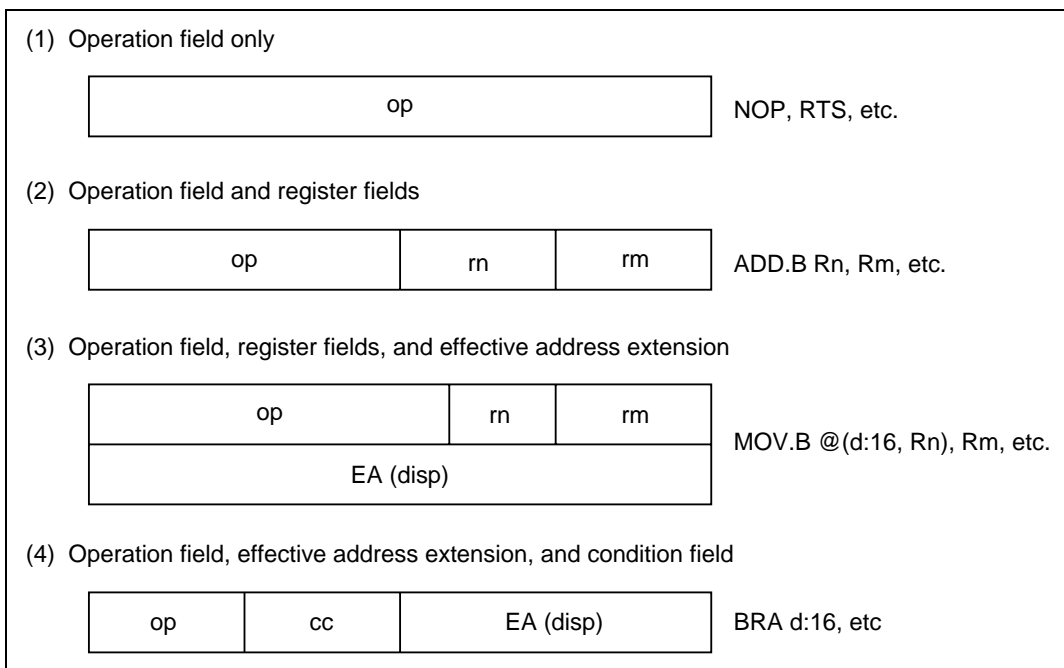 (1) Operation field only
op
NOP, RTS, etc.
(2) Operation field and register fields
op rn rm
ADD.B Rn, Rm, etc.
(3) Operation field, register fields, and effective address extension
op rn rm
EA (disp)
MOV.B @(d:16, Rn), Rm, etc.
(4) Operation field, effective address extension, and condition field
op cc EA (disp)
BRA d:16, etc